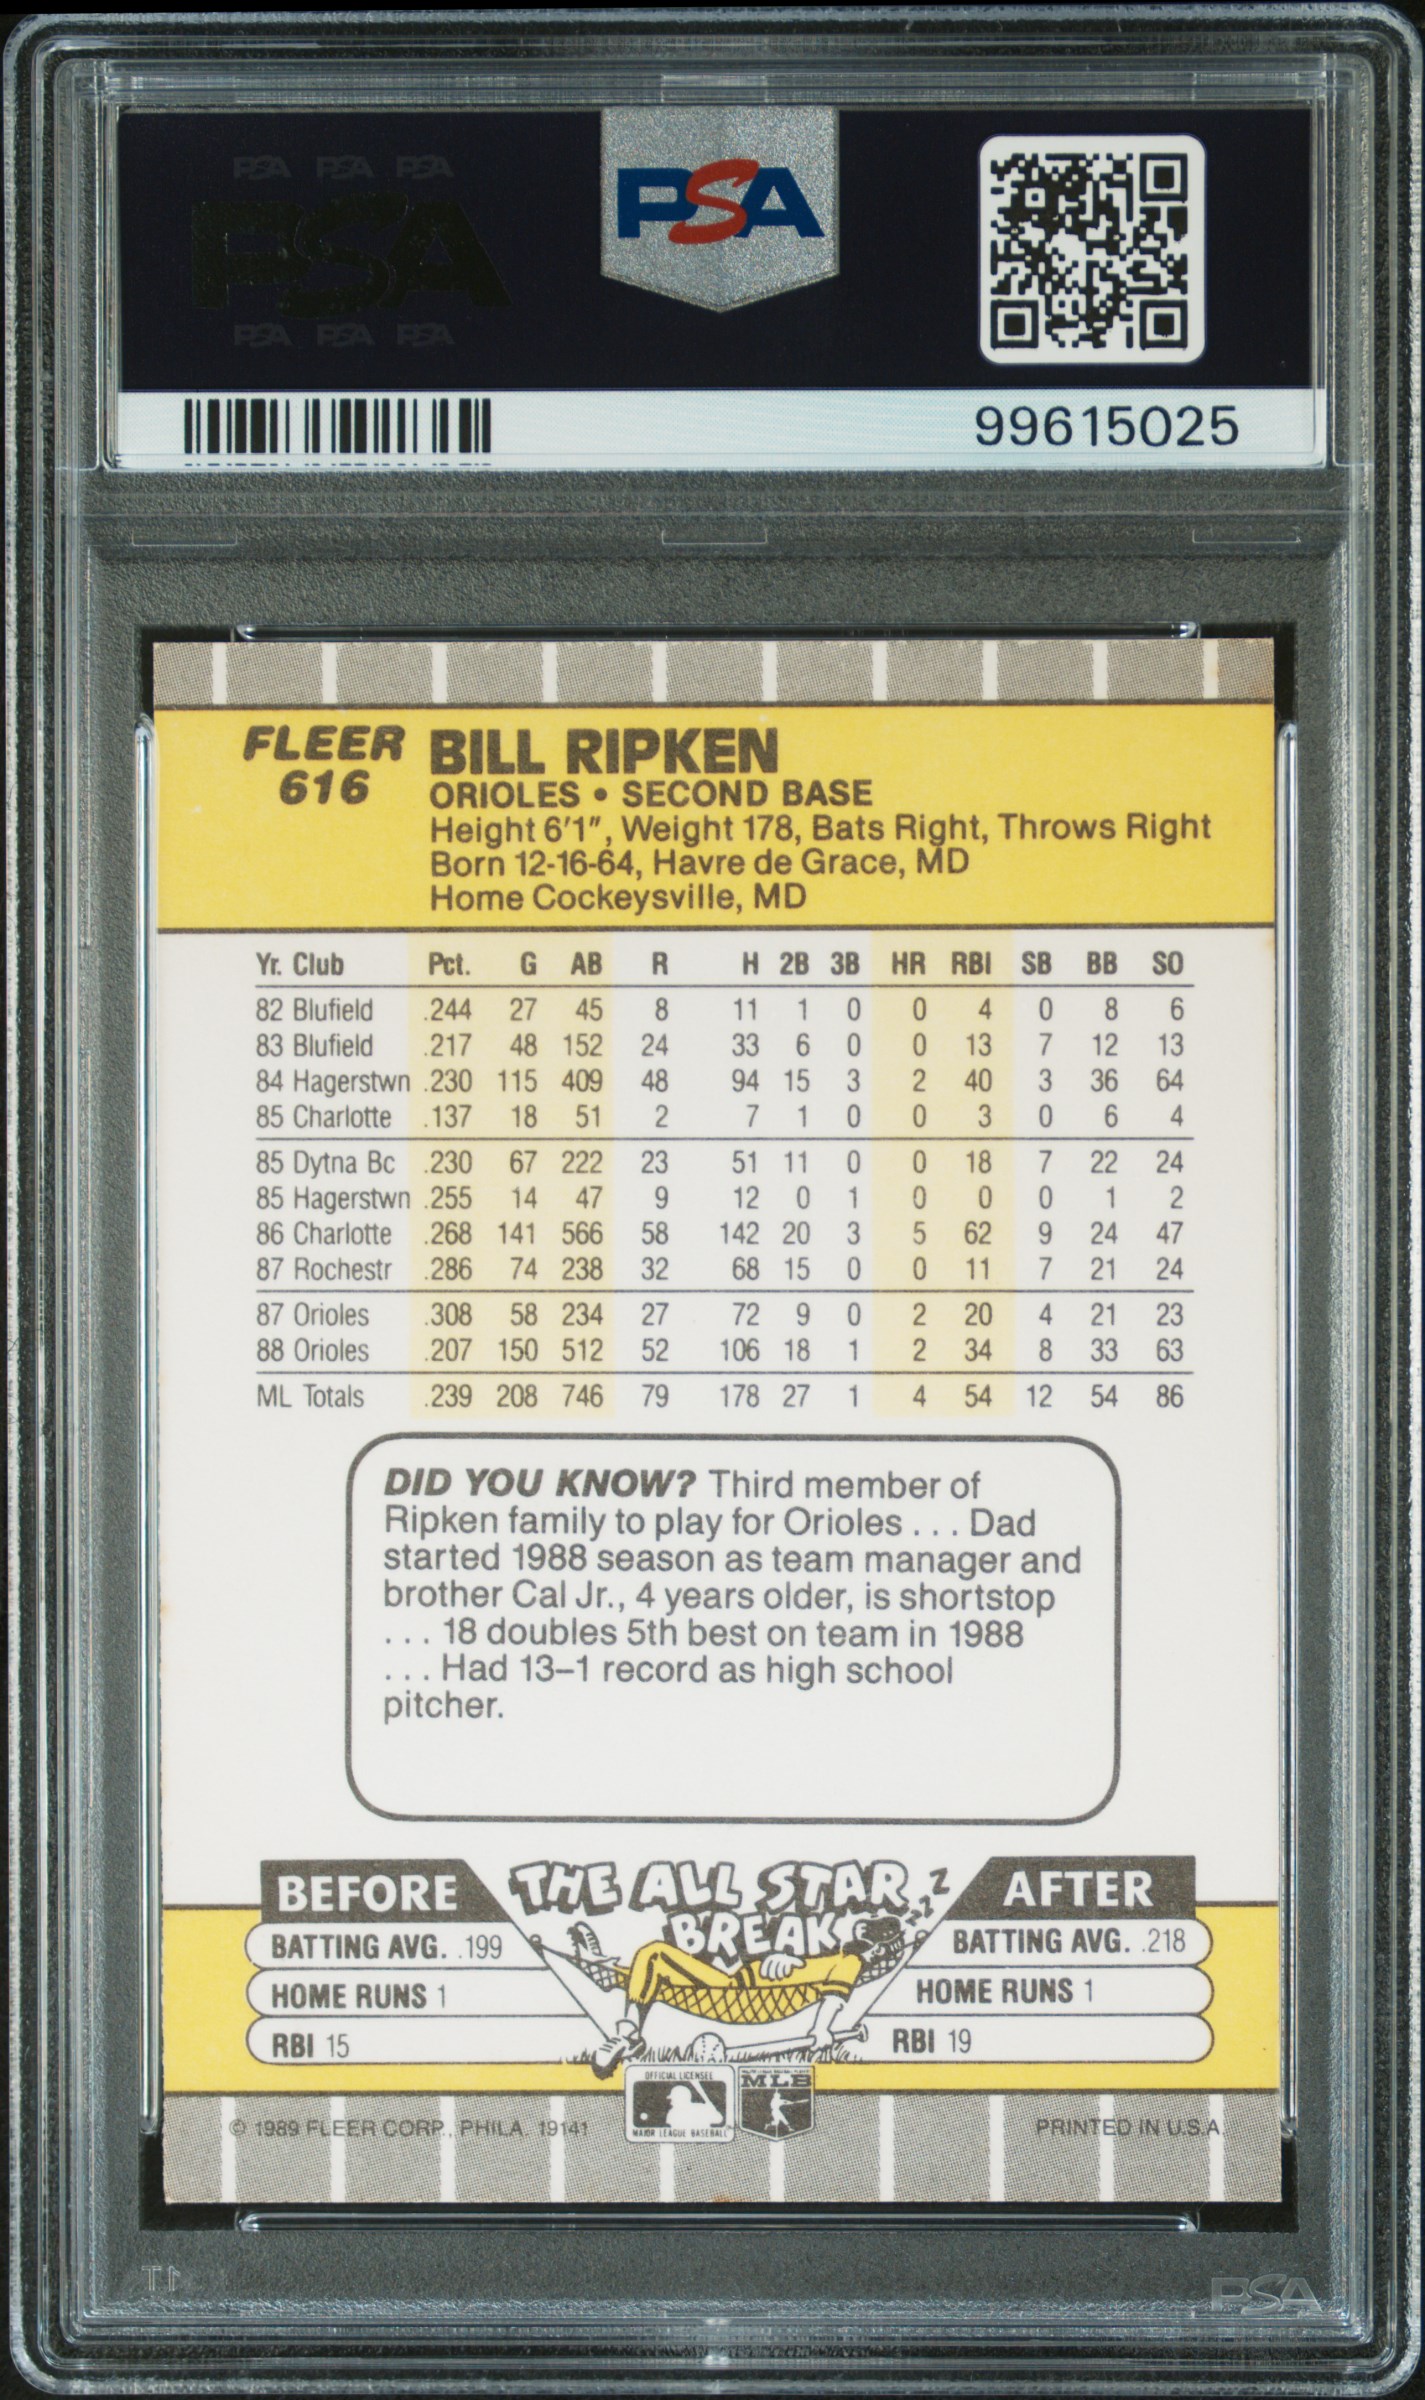 PSA PSA PSA
PSA
PSA PSA PSA
PSA
99615025
FLEER
616
BILL RIPKEN
ORIOLES • SECOND BASE
Height 6'1", Weight 178, Bats Right, Throws Right
Born 12-16-64, Havre de Grace, MD
Home Cockeysville, MD
Yr. Club Pct. G AB R H 2B 3B HR RBI SB BB SO
82 Blufield .244 27 45 8 11 1 0 0 4 0 8 6
83 Blufield .217 48 152 24 33 6 0 0 13 7 12 13
84 Hagerstwn .230 115 409 48 94 15 3 2 40 3 36 64
85 Charlotte .137 18 51 2 7 1 0 0 3 0 6 4
85 Dytna Bc .230 67 222 23 51 11 0 0 18 7 22 24
85 Hagerstwn .255 14 47 9 12 0 1 0 0 0 1 2
86 Charlotte .268 141 566 58 142 20 3 5 62 9 24 47
87 Rochestr .286 74 238 32 68 15 0 0 11 7 21 24
87 Orioles .308 58 234 27 72 9 0 2 20 4 21 23
88 Orioles .207 150 512 52 106 18 1 2 34 8 33 63
ML Totals .239 208 746 79 178 27 1 4 54 12 54 86
DID YOU KNOW? Third member of
Ripken family to play for Orioles . . . Dad
started 1988 season as team manager and
brother Cal Jr., 4 years older, is shortstop
. . . 18 doubles 5th best on team in 1988
. . . Had 13–1 record as high school
pitcher.
BEFORE
BATTING AVG. .199
HOME RUNS 1
RBI 15
THE ALL STAR
BREAK
zzZZ
AFTER
BATTING AVG. .218
HOME RUNS 1
RBI 19
OFFICIAL LICENSEE
MAJOR LEAGUE BASEBALL
MLB
© 1989 FLEER CORP., PHILA. 19141
PRINTED IN U.S.A.
PSA